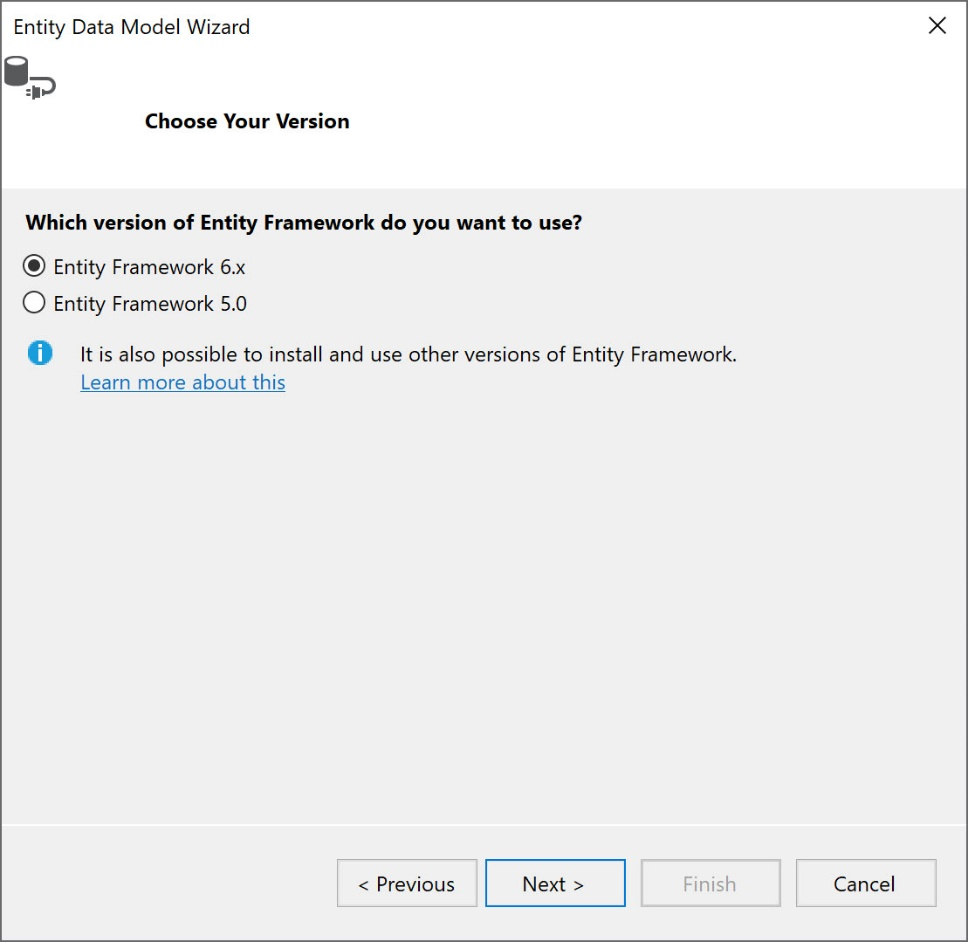 Entity Data Model Wizard
Choose Your Version
Which version of Entity Framework do you want to use?
Entity Framework 6.x
Entity Framework 5.0
It is also possible to install and use other versions of Entity Framework.
Learn more about this
< Previous
Next >
Finish
Cancel